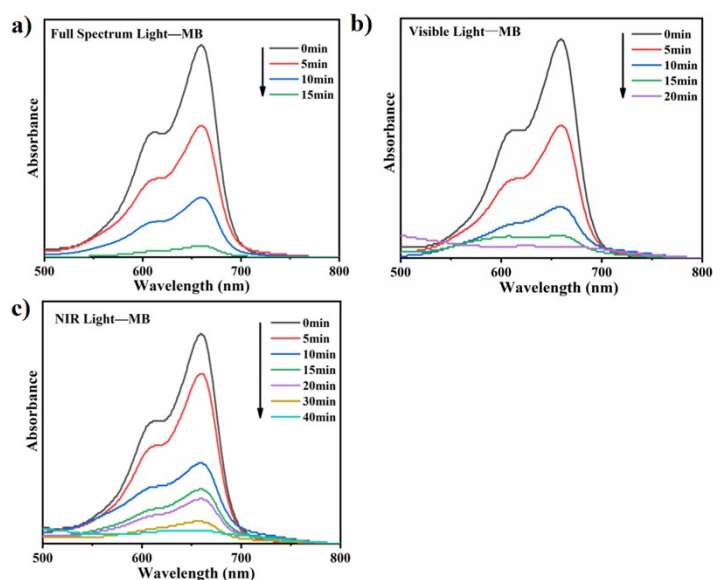 a)
Full Spectrum Light—MB
0min
5min
10min
15min
Absorbance
500
600
700
800
Wavelength (nm)
b)
Visible Light—MB
0min
5min
10min
15min
20min
Absorbance
500
600
700
800
Wavelength (nm)
c)
NIR Light—MB
0min
5min
10min
15min
20min
30min
40min
Absorbance
500
600
700
800
Wavelength (nm)